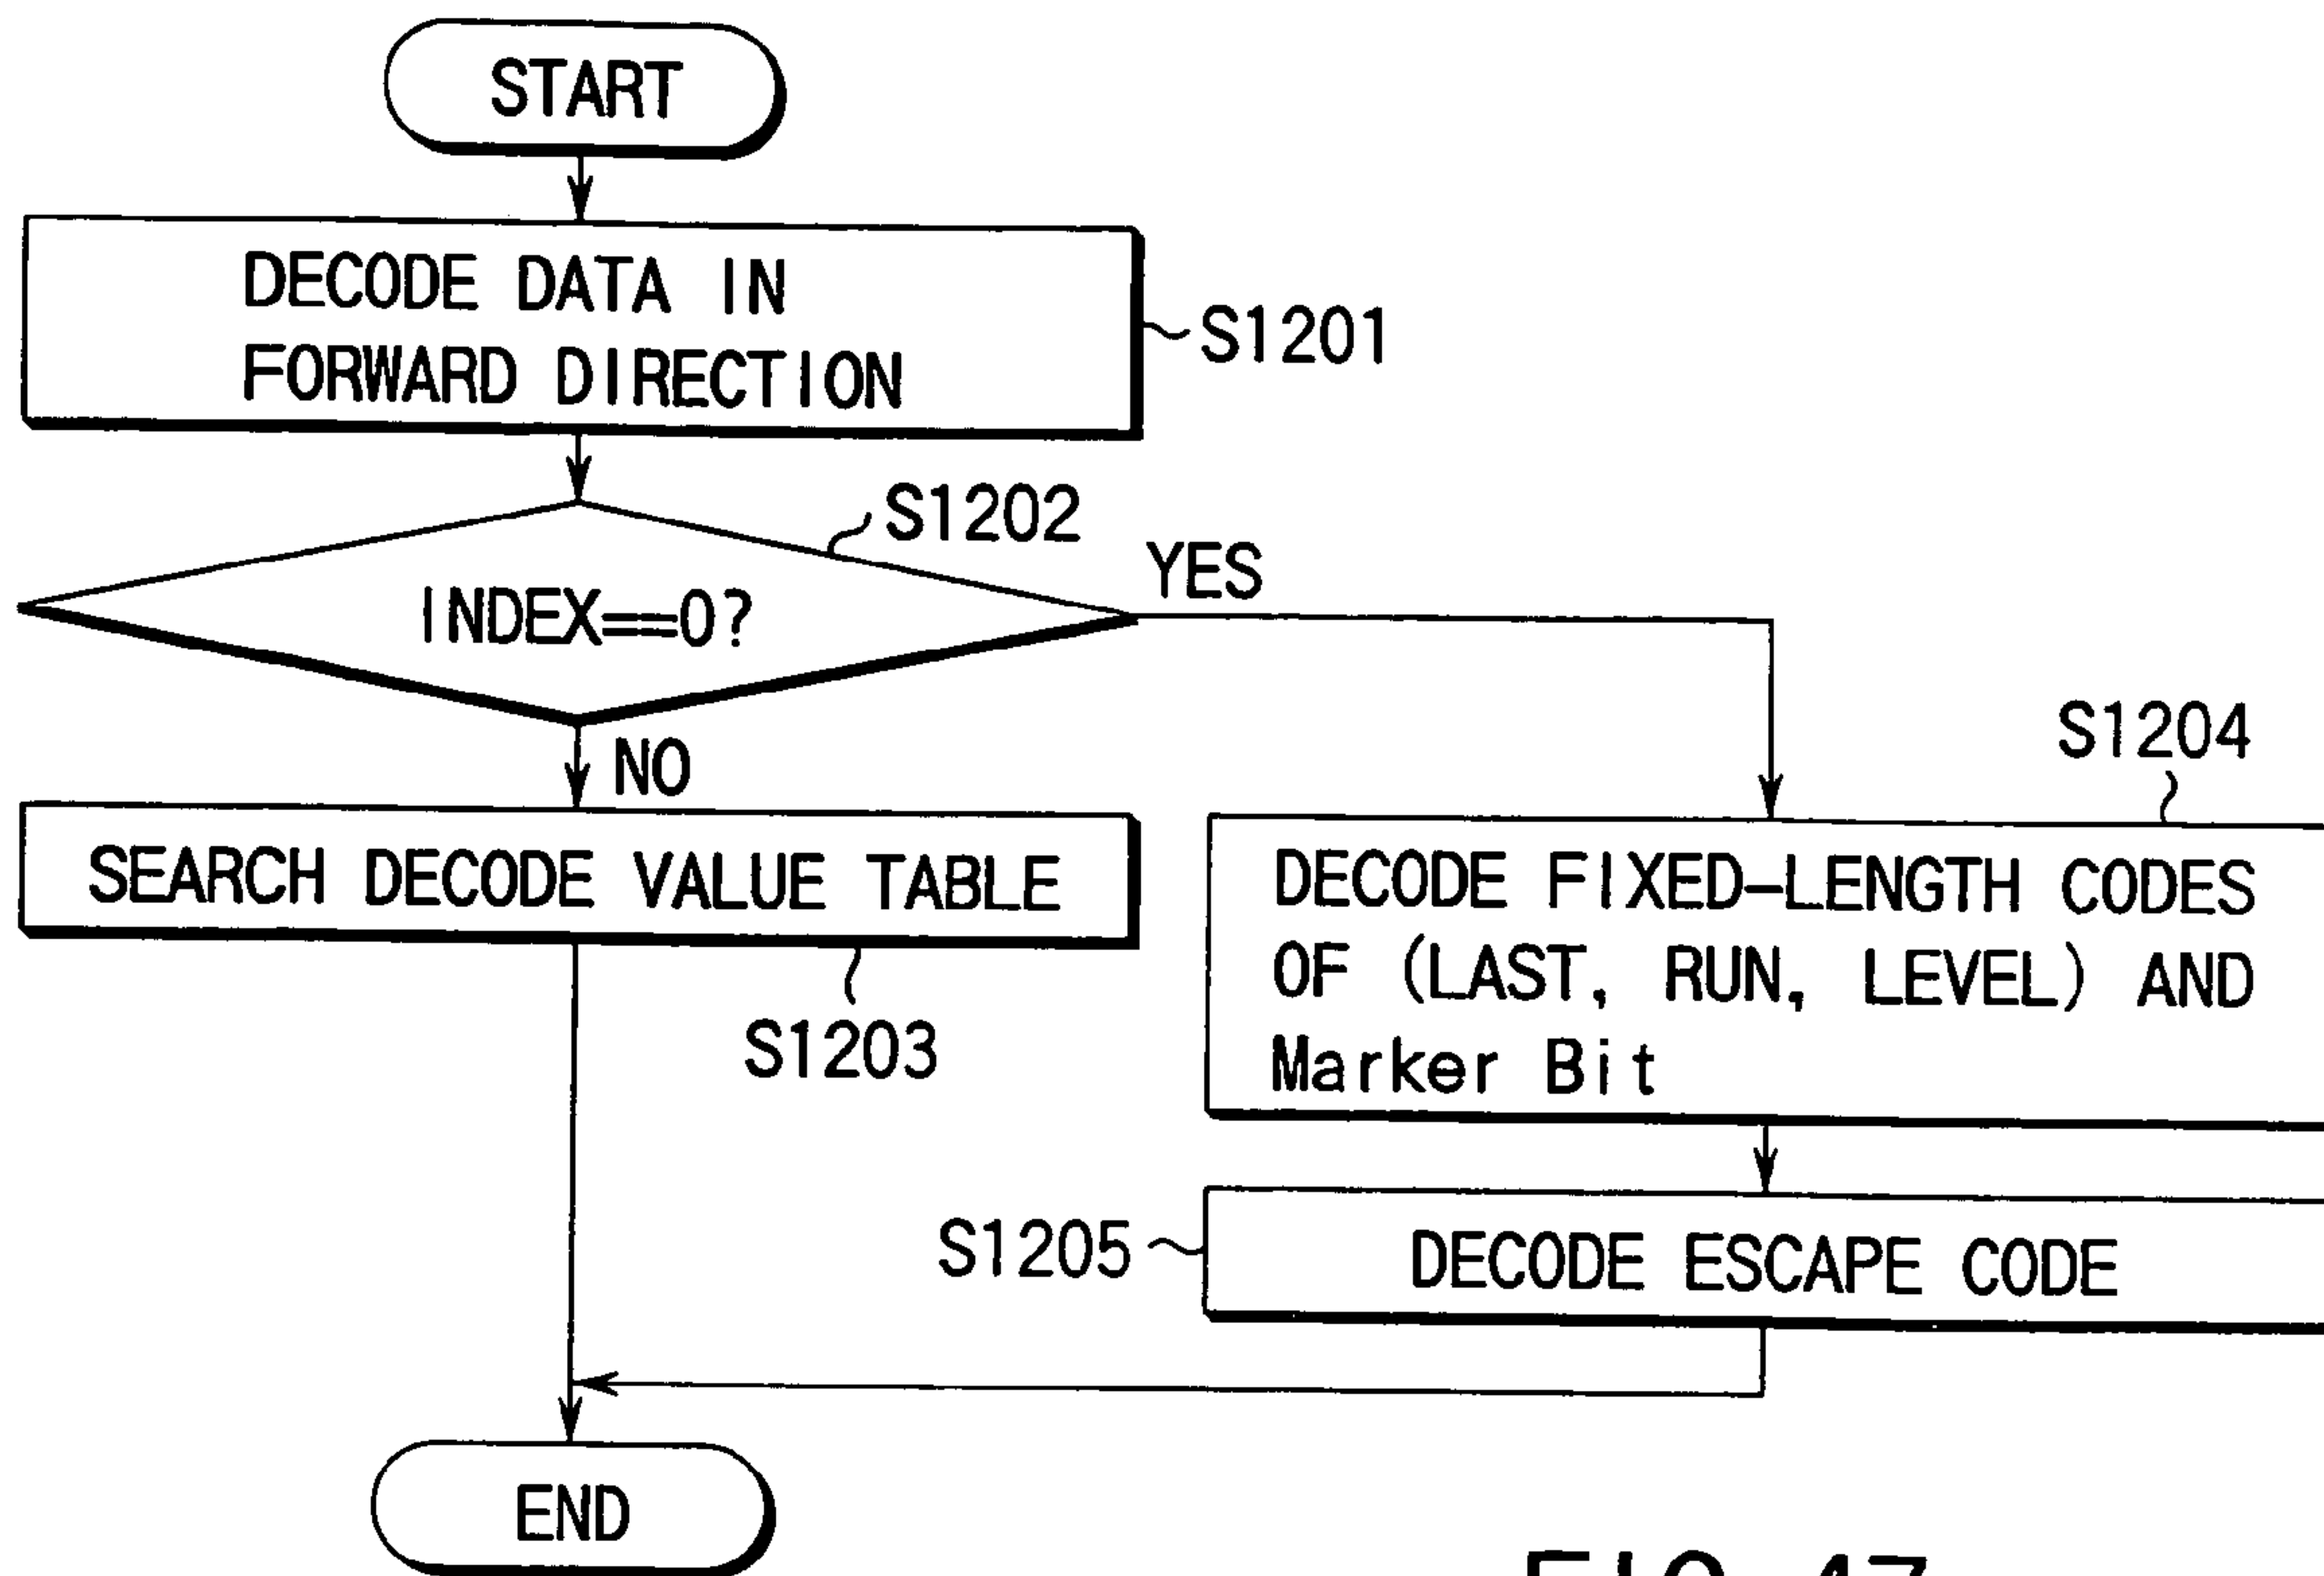 START
DECODE DATA IN
FORWARD DIRECTION
S1201
S1202
INDEX==0?
YES
NO
S1204
SEARCH DECODE VALUE TABLE
S1203
DECODE FIXED-LENGTH CODES
OF (LAST, RUN, LEVEL) AND
Marker Bit
S1205
DECODE ESCAPE CODE
END